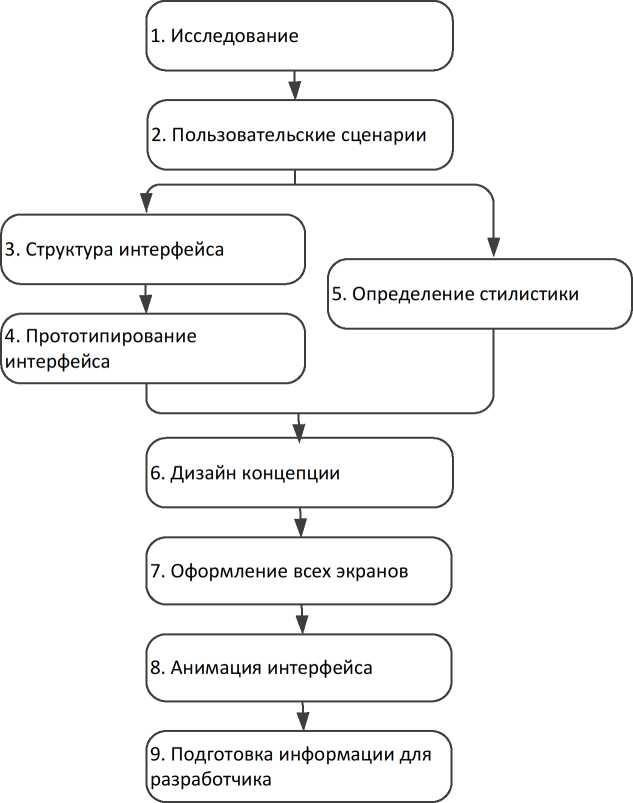 1. Исследование
2. Пользовательские сценарии
3. Структура интерфейса
4. Прототипирование
интерфейса
5. Определение стилистики
6. Дизайн концепции
7. Оформление всех экранов
8. Анимация интерфейса
9. Подготовка информации для
разработчика